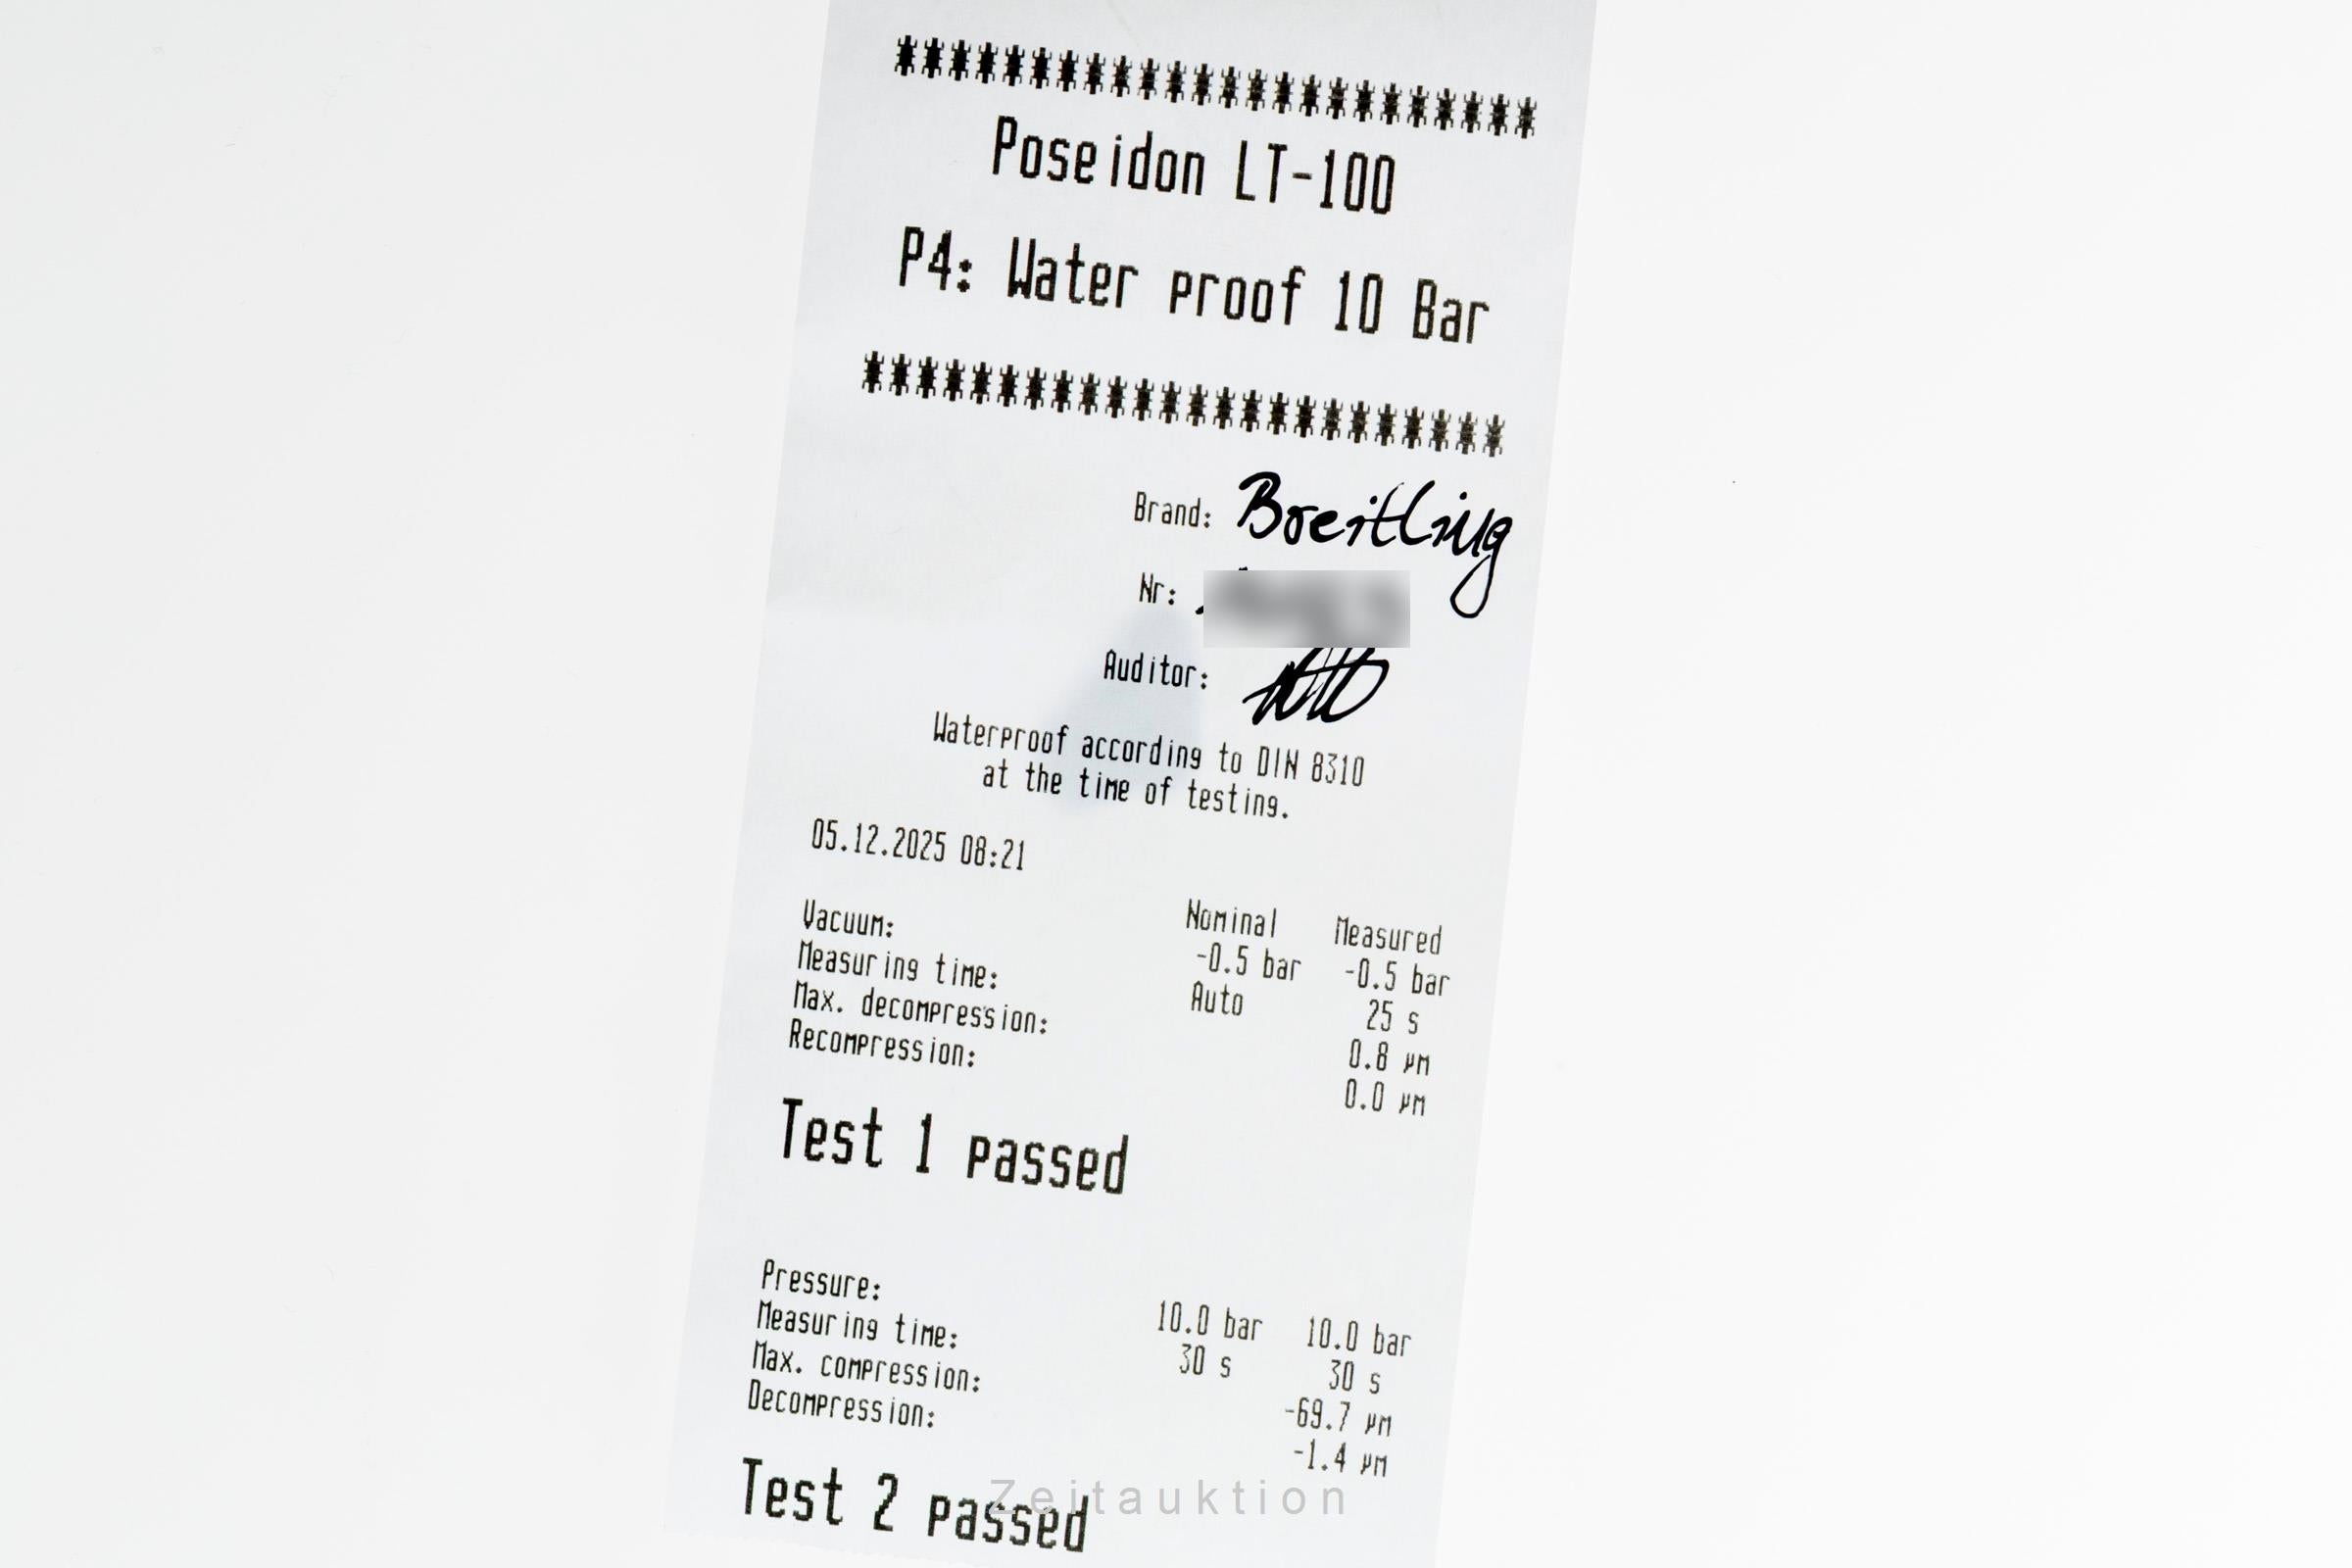 ************************
Poseidon LT-100
P4: Water proof 10 Bar
************************
Brand: Breitling
Nr:
Auditor:
Waterproof according to DIN 8310
at the time of testing.
05.12.2025 08:21
Nominal Measured
Vacuum: -0.5 bar -0.5 bar
Measuring time: Auto 25 s
Max. decompression: 0.8 µm
Recompression: 0.0 µm
Test 1 passed
Pressure: 10.0 bar 10.0 bar
Measuring time: 30 s 30 s
Max. compression: -69.7 µm
Decompression: -1.4 µm
Test 2 passed
Zeitauktion